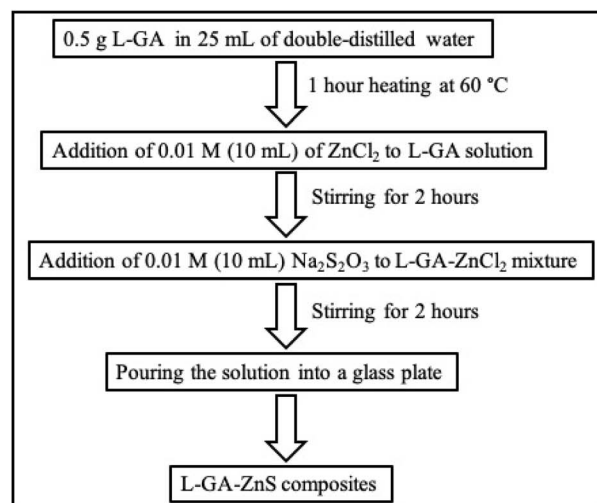 0.5 g L-GA in 25 mL of double-distilled water
1 hour heating at 60 °C
Addition of 0.01 M (10 mL) of ZnCl₂ to L-GA solution
Stirring for 2 hours
Addition of 0.01 M (10 mL) Na₂S₂O₃ to L-GA-ZnCl₂ mixture
Stirring for 2 hours
Pouring the solution into a glass plate
L-GA-ZnS composites